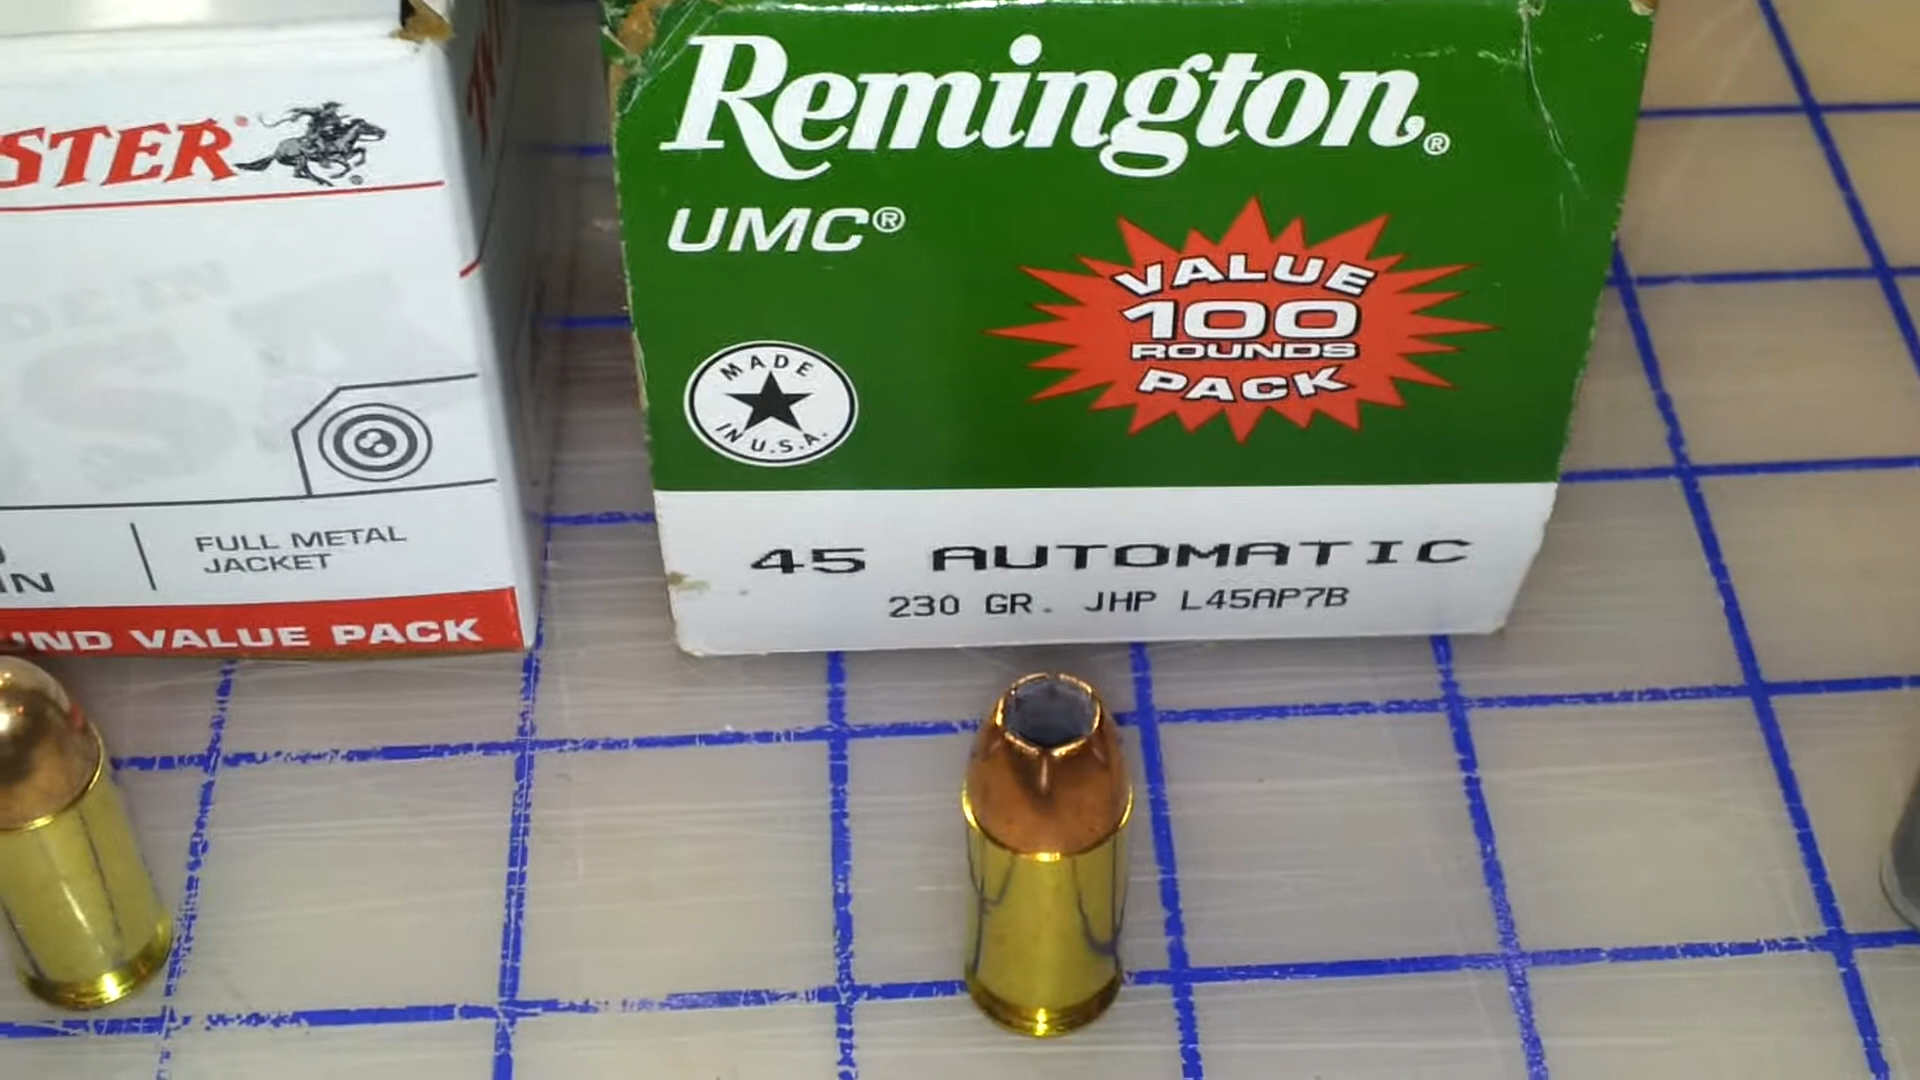 STER®
FULL METAL
JACKET
IN
UND VALUE PACK
Remington®
UMC®
VALUE
100
ROUNDS
PACK
MADE
IN U.S.A.
45 AUTOMATIC
230 GR. JHP L45AP7B